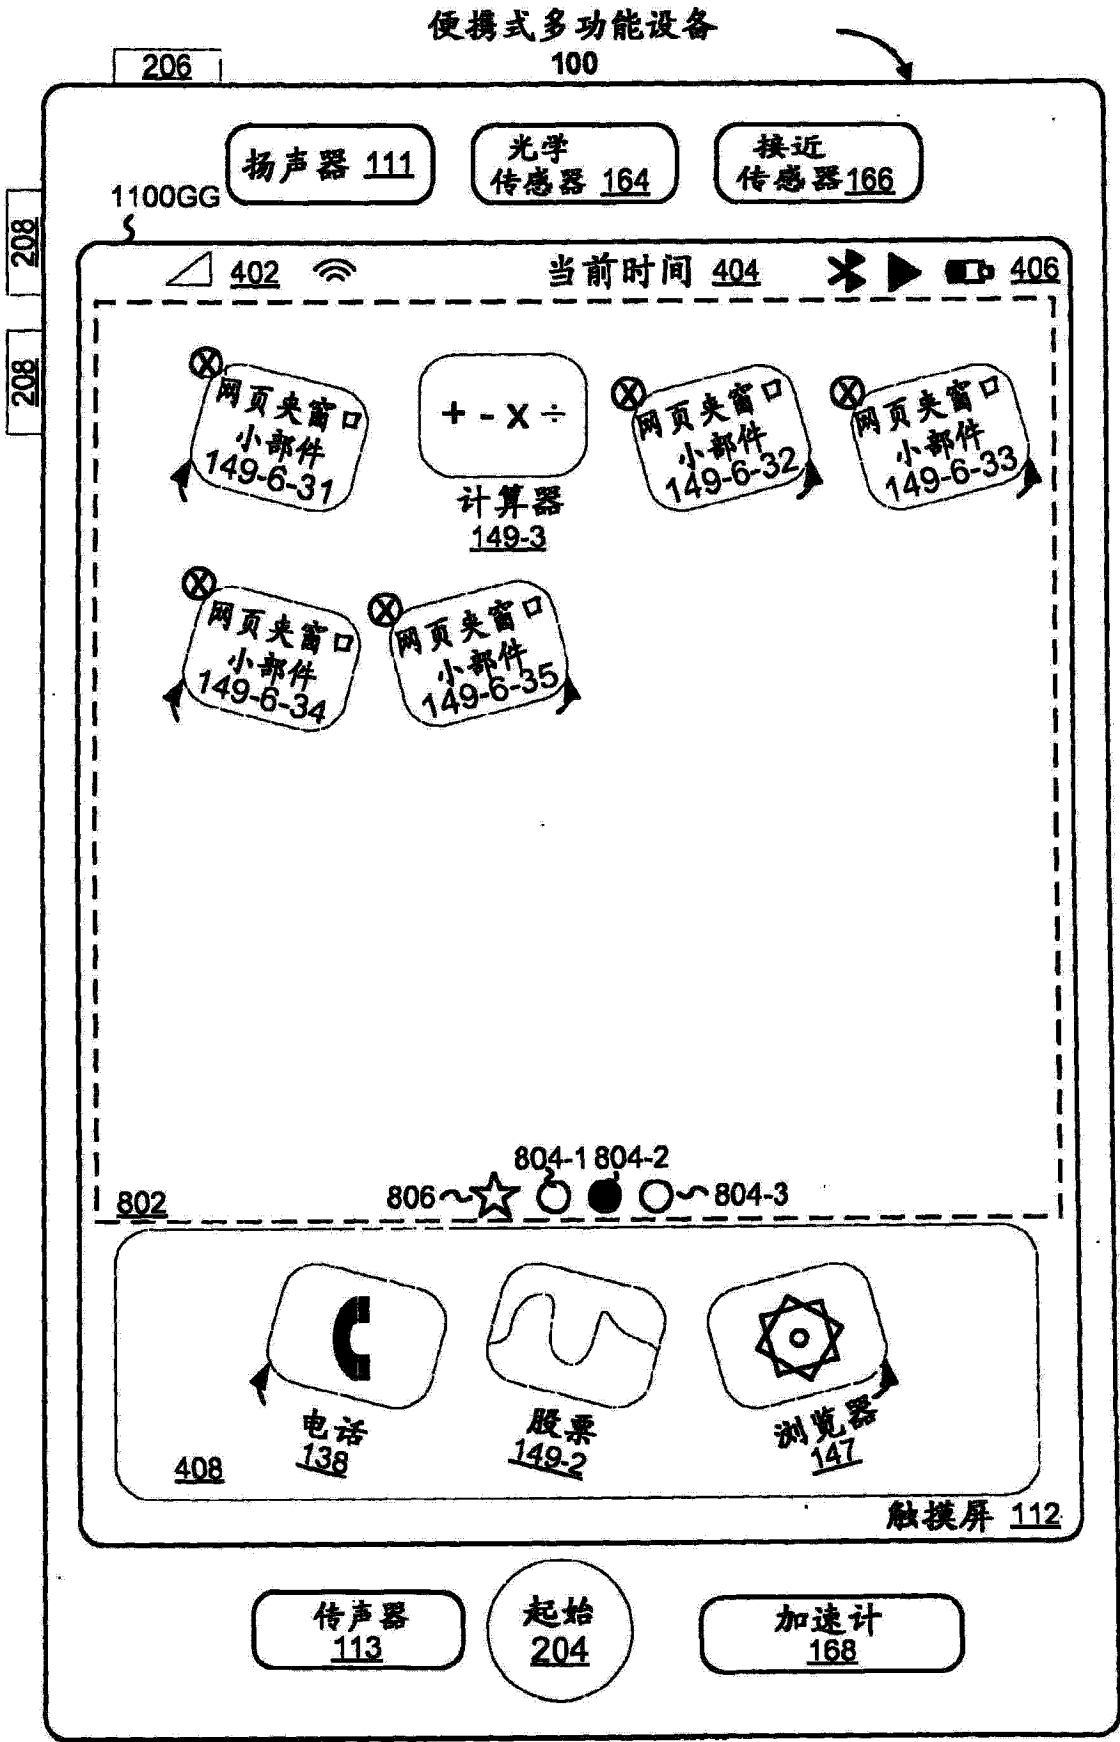 便携式多功能设备
100
206
扬声器 111
光学
传感器 164
接近
传感器 166
1100GG
208
208
402
当前时间 404
406
网页夹窗口
小部件
149-6-31
+ - x ÷
计算器
149-3
网页夹窗口
小部件
149-6-32
网页夹窗口
小部件
149-6-33
网页夹窗口
小部件
149-6-34
网页夹窗口
小部件
149-6-35
804-1 804-2
802
806
804-3
电话
138
股票
149-2
浏览器
147
408
触摸屏 112
传声器
113
起始
204
加速计
168